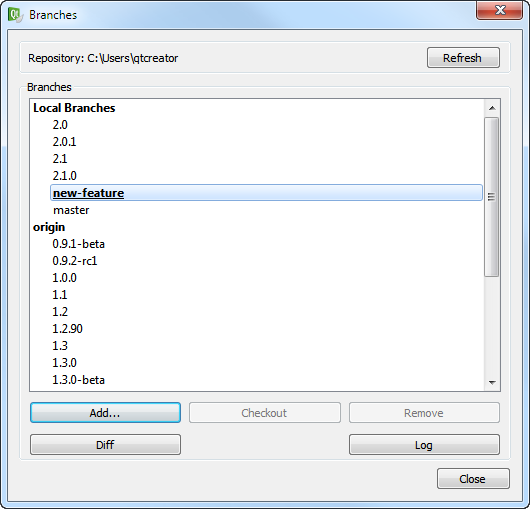 Branches
Repository: C:\Users\qtcreator
Refresh
Branches
Local Branches
2.0
2.0.1
2.1
2.1.0
new-feature
master
origin
0.9.1-beta
0.9.2-rc1
1.0.0
1.1
1.2
1.2.90
1.3
1.3.0
1.3.0-beta
Add...
Checkout
Remove
Diff
Log
Close